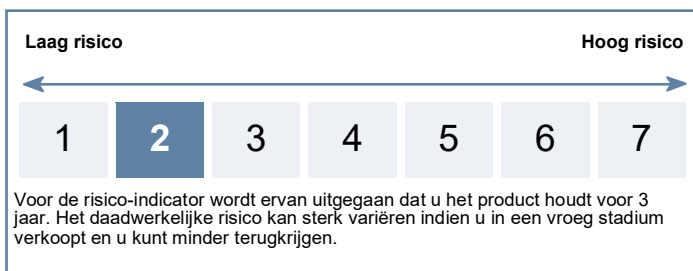 Laag risico Hoog risico
1 2 3 4 5 6 7
Voor de risico-indicator wordt ervan uitgegaan dat u het product houdt voor 3
jaar. Het daadwerkelijke risico kan sterk variëren indien u in een vroeg stadium
verkoopt en u kunt minder terugkrijgen.